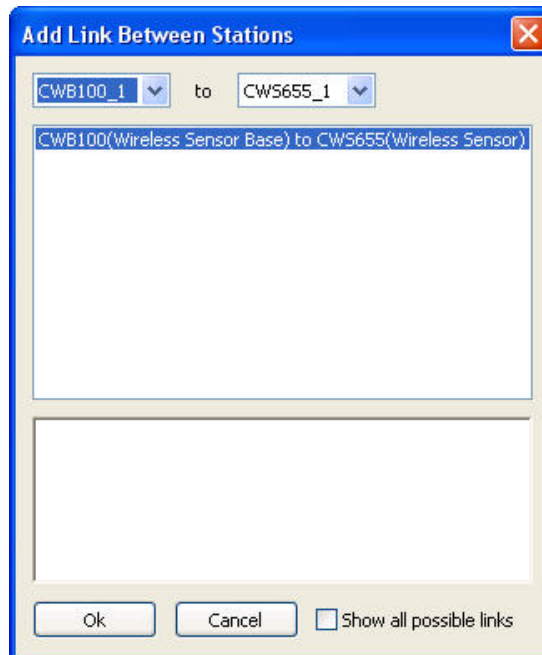 Add Link Between Stations
CWB100_1 to CWS655_1
CWB100(Wireless Sensor Base) to CWS655(Wireless Sensor)
Ok Cancel Show all possible links